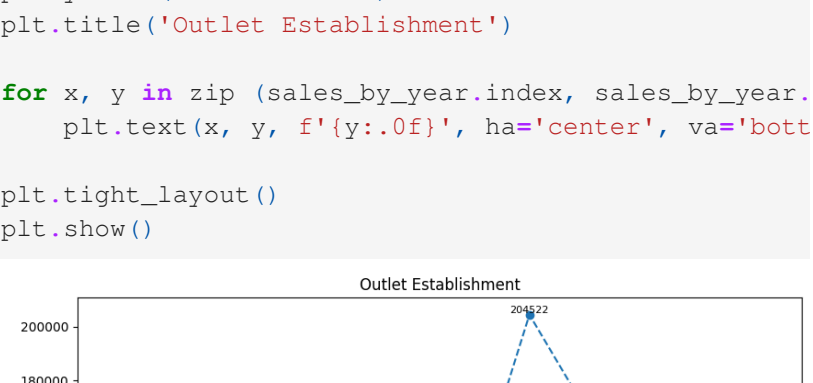 plt.title('Outlet Establishment')
for x, y in zip (sales_by_year.index, sales_by_year.
plt.text(x, y, f'{y:.0f}', ha='center', va='bott
plt.tight_layout()
plt.show()
Outlet Establishment
204522
200000
180000